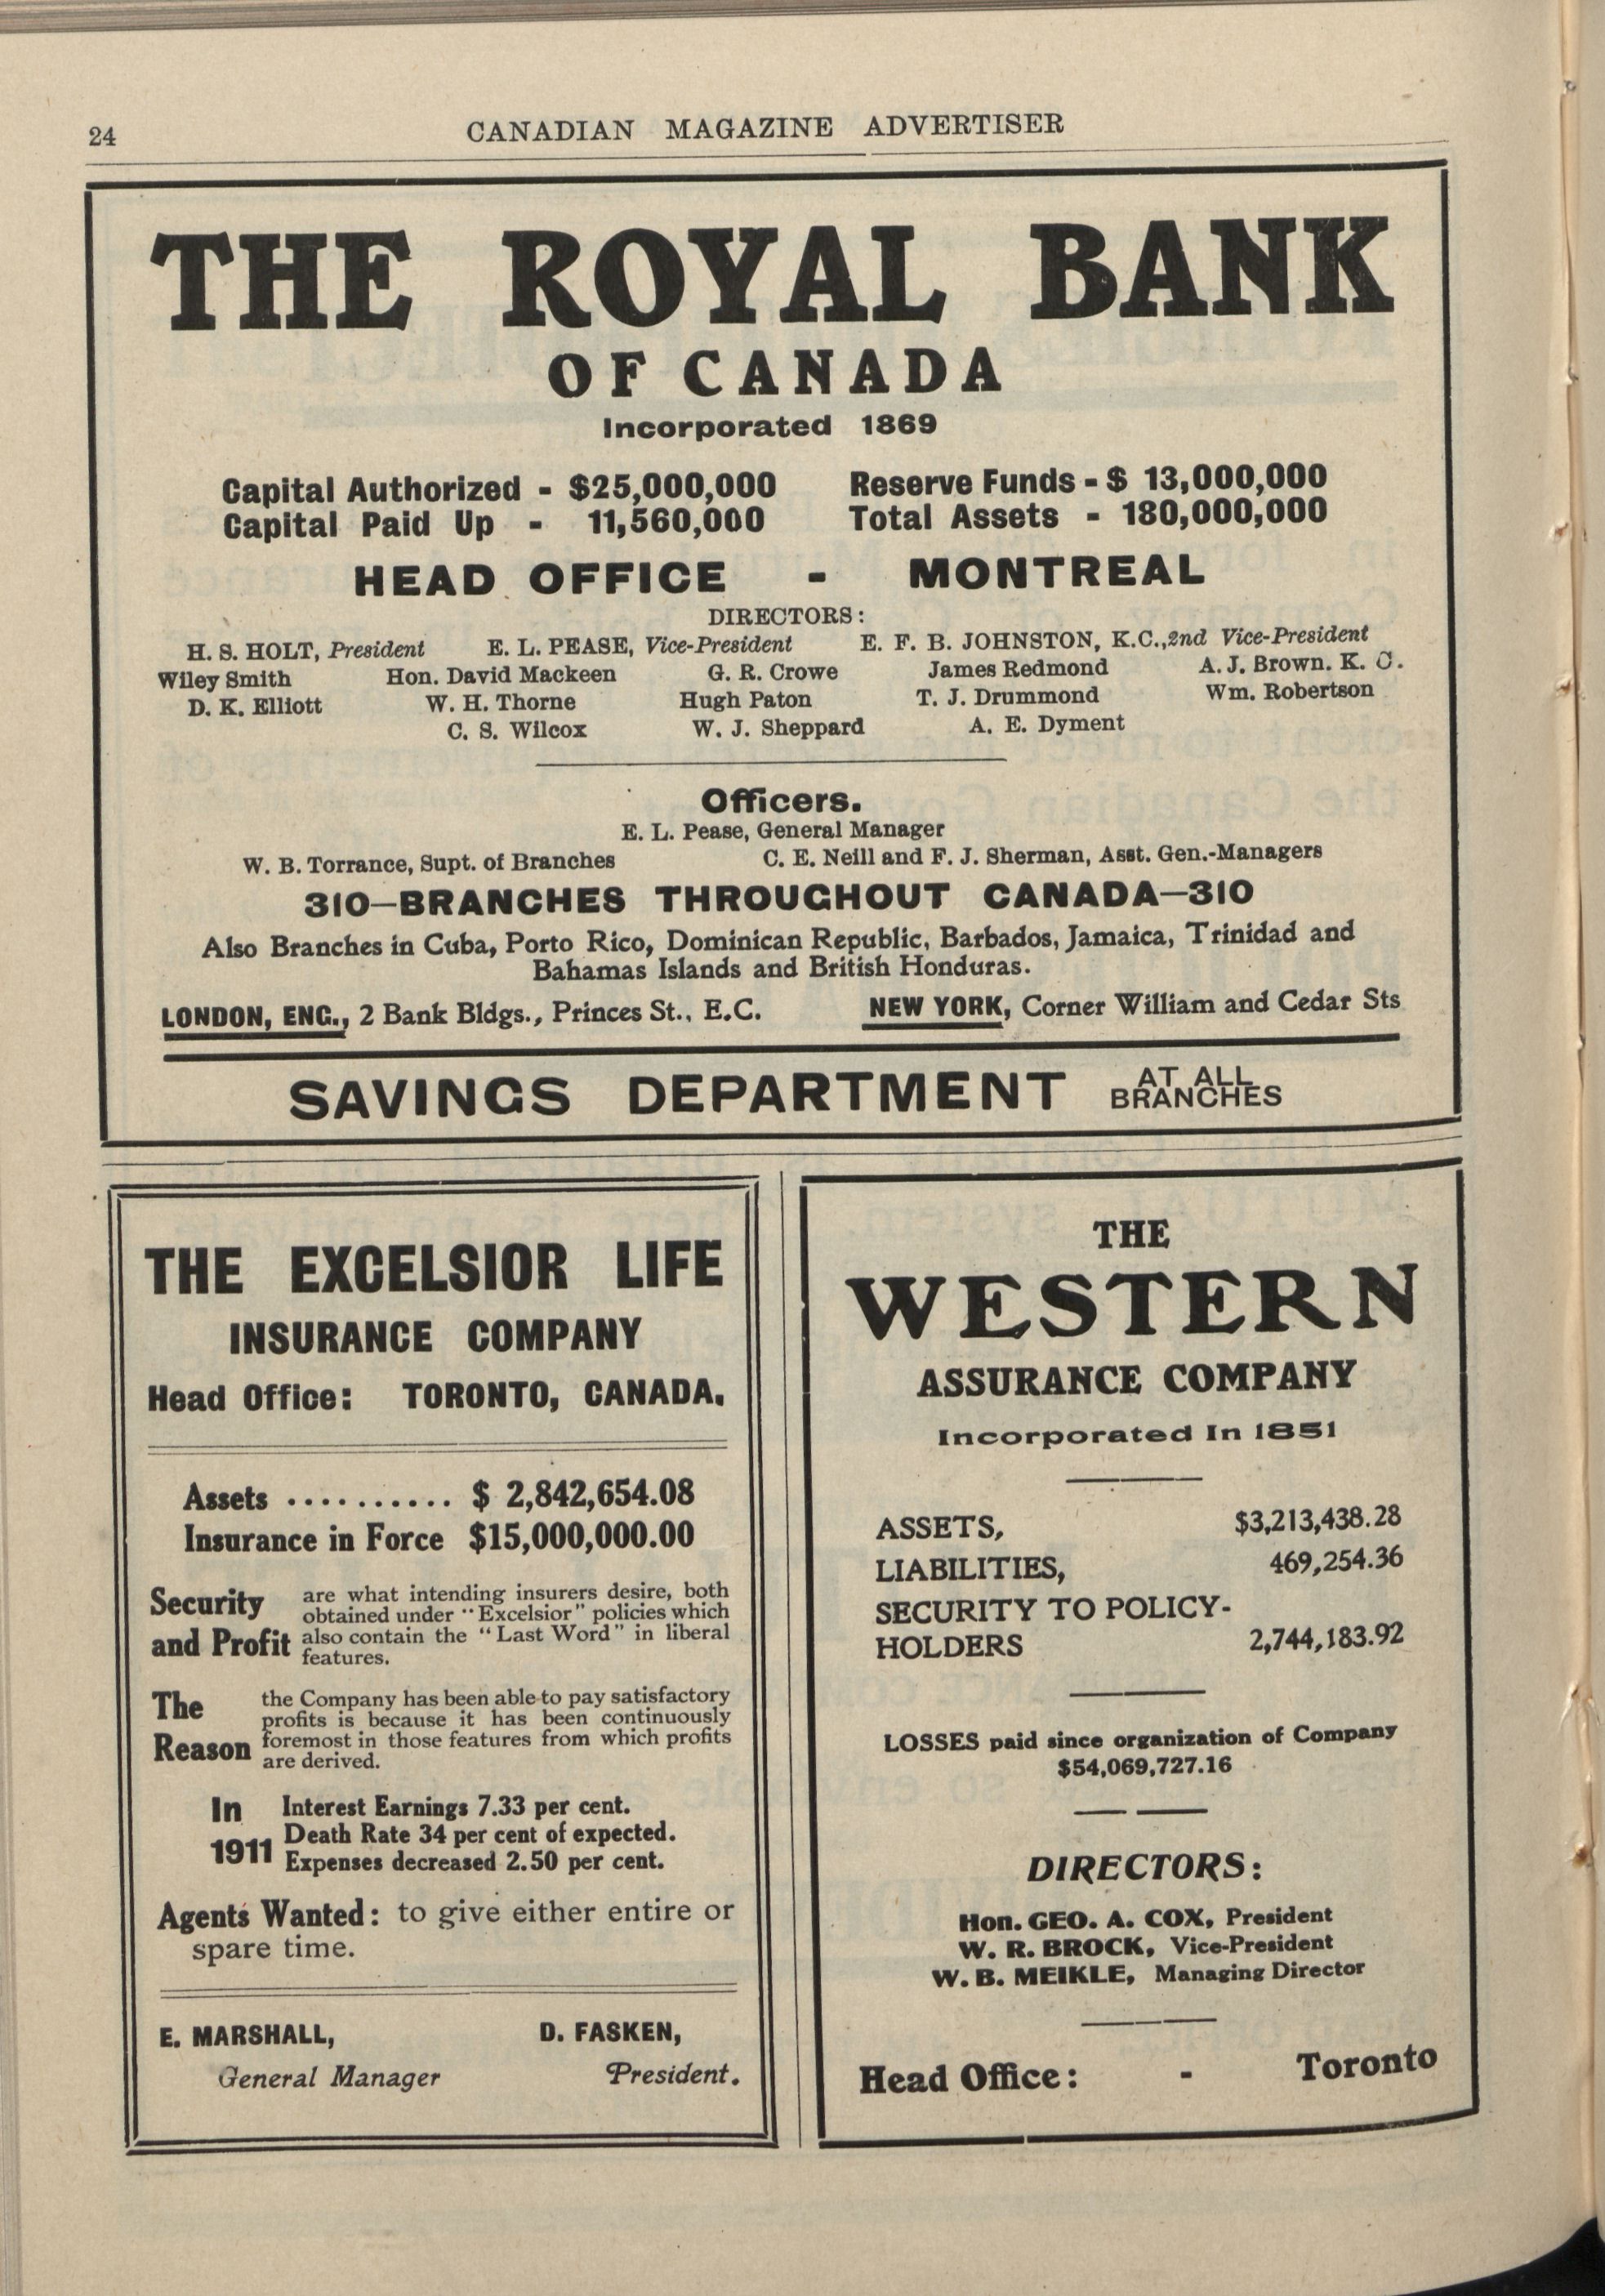 24
CANADIAN MAGAZINE ADVERTISER
THE ROYAL BANK
OF CANADA
Incorporated 1869
Capital Authorized - $25,000,000 Reserve Funds - $ 13,000,000
Capital Paid Up - 11,560,000 Total Assets - 180,000,000
HEAD OFFICE - MONTREAL
DIRECTORS:
H. S. HOLT, President E. L. PEASE, Vice-President E. F. B. JOHNSTON, K.C., 2nd Vice-President
Wiley Smith Hon. David Mackeen G. R. Crowe James Redmond A. J. Brown. K. C.
D. K. Elliott W. H. Thorne Hugh Paton T. J. Drummond Wm. Robertson
C. S. Wilcox W. J. Sheppard A. E. Dyment
Officers.
E. L. Pease, General Manager
W. B. Torrance, Supt. of Branches C. E. Neill and F. J. Sherman, Asst. Gen.-Managers
310—BRANCHES THROUGHOUT CANADA—310
Also Branches in Cuba, Porto Rico, Dominican Republic, Barbados, Jamaica, Trinidad and
Bahamas Islands and British Honduras.
LONDON, ENG., 2 Bank Bldgs., Princes St., E.C. NEW YORK, Corner William and Cedar Sts
SAVINGS DEPARTMENT AT ALL
BRANCHES
THE EXCELSIOR LIFE
INSURANCE COMPANY
Head Office: TORONTO, CANADA.
Assets .......... $ 2,842,654.08
Insurance in Force $15,000,000.00
Security and Profit
are what intending insurers desire, both
obtained under "Excelsior" policies which
also contain the "Last Word" in liberal
features.
The Reason
the Company has been able to pay satisfactory
profits is because it has been continuously
foremost in those features from which profits
are derived.
In 1911
Interest Earnings 7.33 per cent.
Death Rate 34 per cent of expected.
Expenses decreased 2.50 per cent.
Agents Wanted: to give either entire or
spare time.
E. MARSHALL, D. FASKEN,
General Manager President.
THE
WESTERN
ASSURANCE COMPANY
Incorporated In 1851
ASSETS, $3,213,438.28
LIABILITIES, 469,254.36
SECURITY TO POLICY-
HOLDERS 2,744,183.92
LOSSES paid since organization of Company
$54,069,727.16
DIRECTORS:
Hon. GEO. A. COX, President
W. R. BROCK, Vice-President
W. B. MEIKLE, Managing Director
Head Office: - Toronto